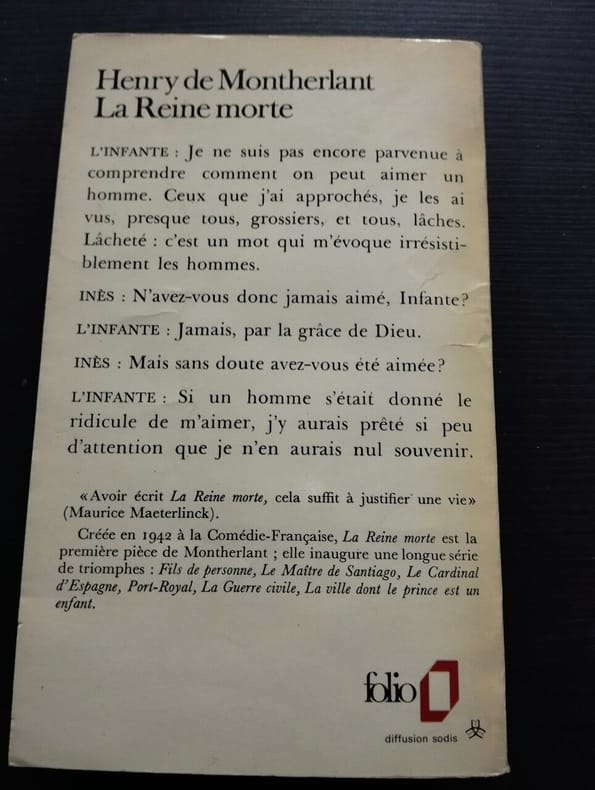 Henry de Montherlant
La Reine morte
L'INFANTE : Je ne suis pas encore parvenue à
comprendre comment on peut aimer un
homme. Ceux que j'ai approchés, je les ai
vus, presque tous, grossiers, et tous, lâches.
Lâcheté : c'est un mot qui m'évoque irrésisti-
blement les hommes.
INÈS : N'avez-vous donc jamais aimé, Infante?
L'INFANTE : Jamais, par la grâce de Dieu.
INÈS : Mais sans doute avez-vous été aimée?
L'INFANTE : Si un homme s'était donné le
ridicule de m'aimer, j'y aurais prêté si peu
d'attention que je n'en aurais nul souvenir.
«Avoir écrit La Reine morte, cela suffit à justifier une vie»
(Maurice Maeterlinck).
Créée en 1942 à la Comédie-Française, La Reine morte est la
première pièce de Montherlant ; elle inaugure une longue série
de triomphes : Fils de personne, Le Maître de Santiago, Le Cardinal
d'Espagne, Port-Royal, La Guerre civile, La ville dont le prince est un
enfant.
folio
diffusion sodis